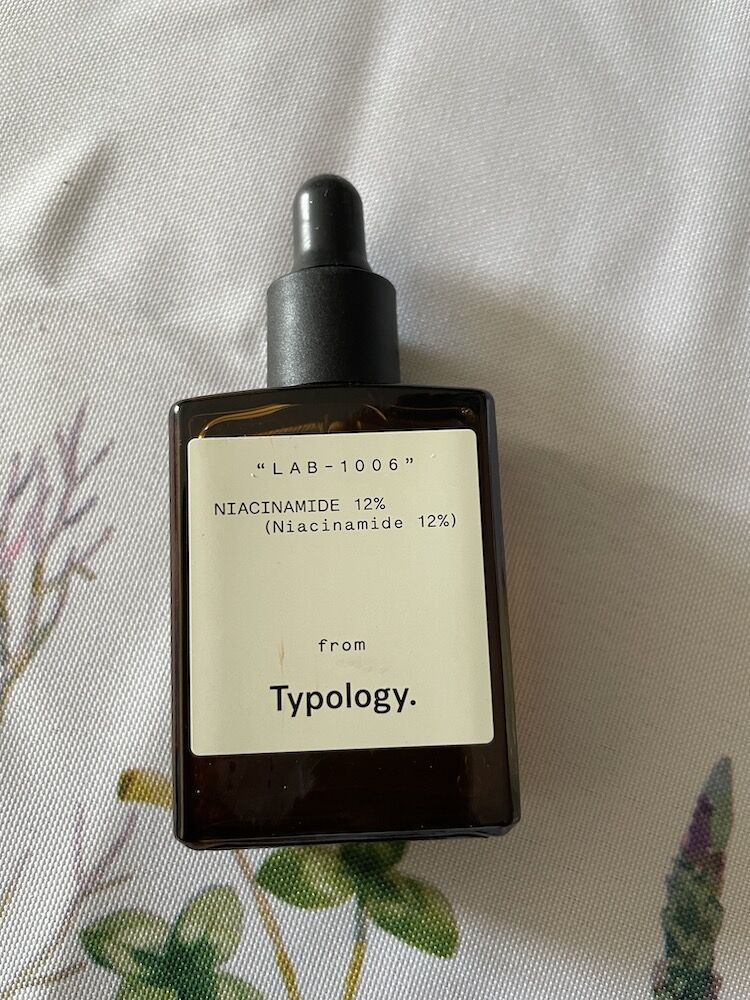 “LAB-1006”
NIACINAMIDE 12%
(Niacinamide 12%)
from
Typology.